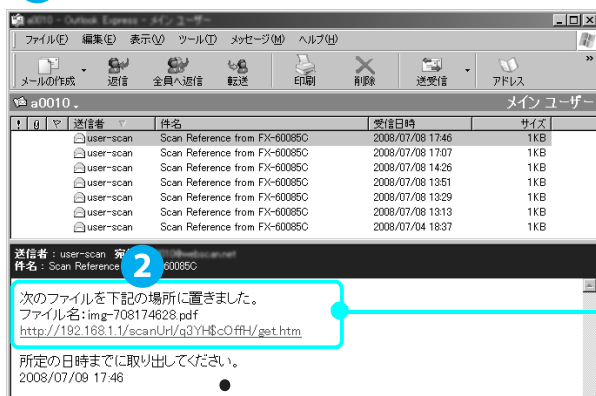 a0010 - Outlook Express - メイン ユーザー
ファイル(F) 編集(E) 表示(V) ツール(T) メッセージ(M) ヘルプ(H)
メールの作成 返信 全員へ返信 転送 印刷 削除 送受信 アドレス »
a0010 メイン ユーザー
! 送信者 件名 受信日時 サイズ
user-scan Scan Reference from FX-60085C 2008/07/08 17:46 1KB
user-scan Scan Reference from FX-60085C 2008/07/08 17:07 1KB
user-scan Scan Reference from FX-60085C 2008/07/08 14:26 1KB
user-scan Scan Reference from FX-60085C 2008/07/08 13:51 1KB
user-scan Scan Reference from FX-60085C 2008/07/08 13:29 1KB
user-scan Scan Reference from FX-60085C 2008/07/08 13:13 1KB
user-scan Scan Reference from FX-60085C 2008/07/04 18:37 1KB
送信者 : user-scan
件名 : Scan Reference 60085C
2
次のファイルを下記の場所に置きました。
ファイル名:img-708174628.pdf
http://192.168.1.1/scanUrl/q3YH$cOffH/get.htm
所定の日時までに取り出してください。
2008/07/09 17:46